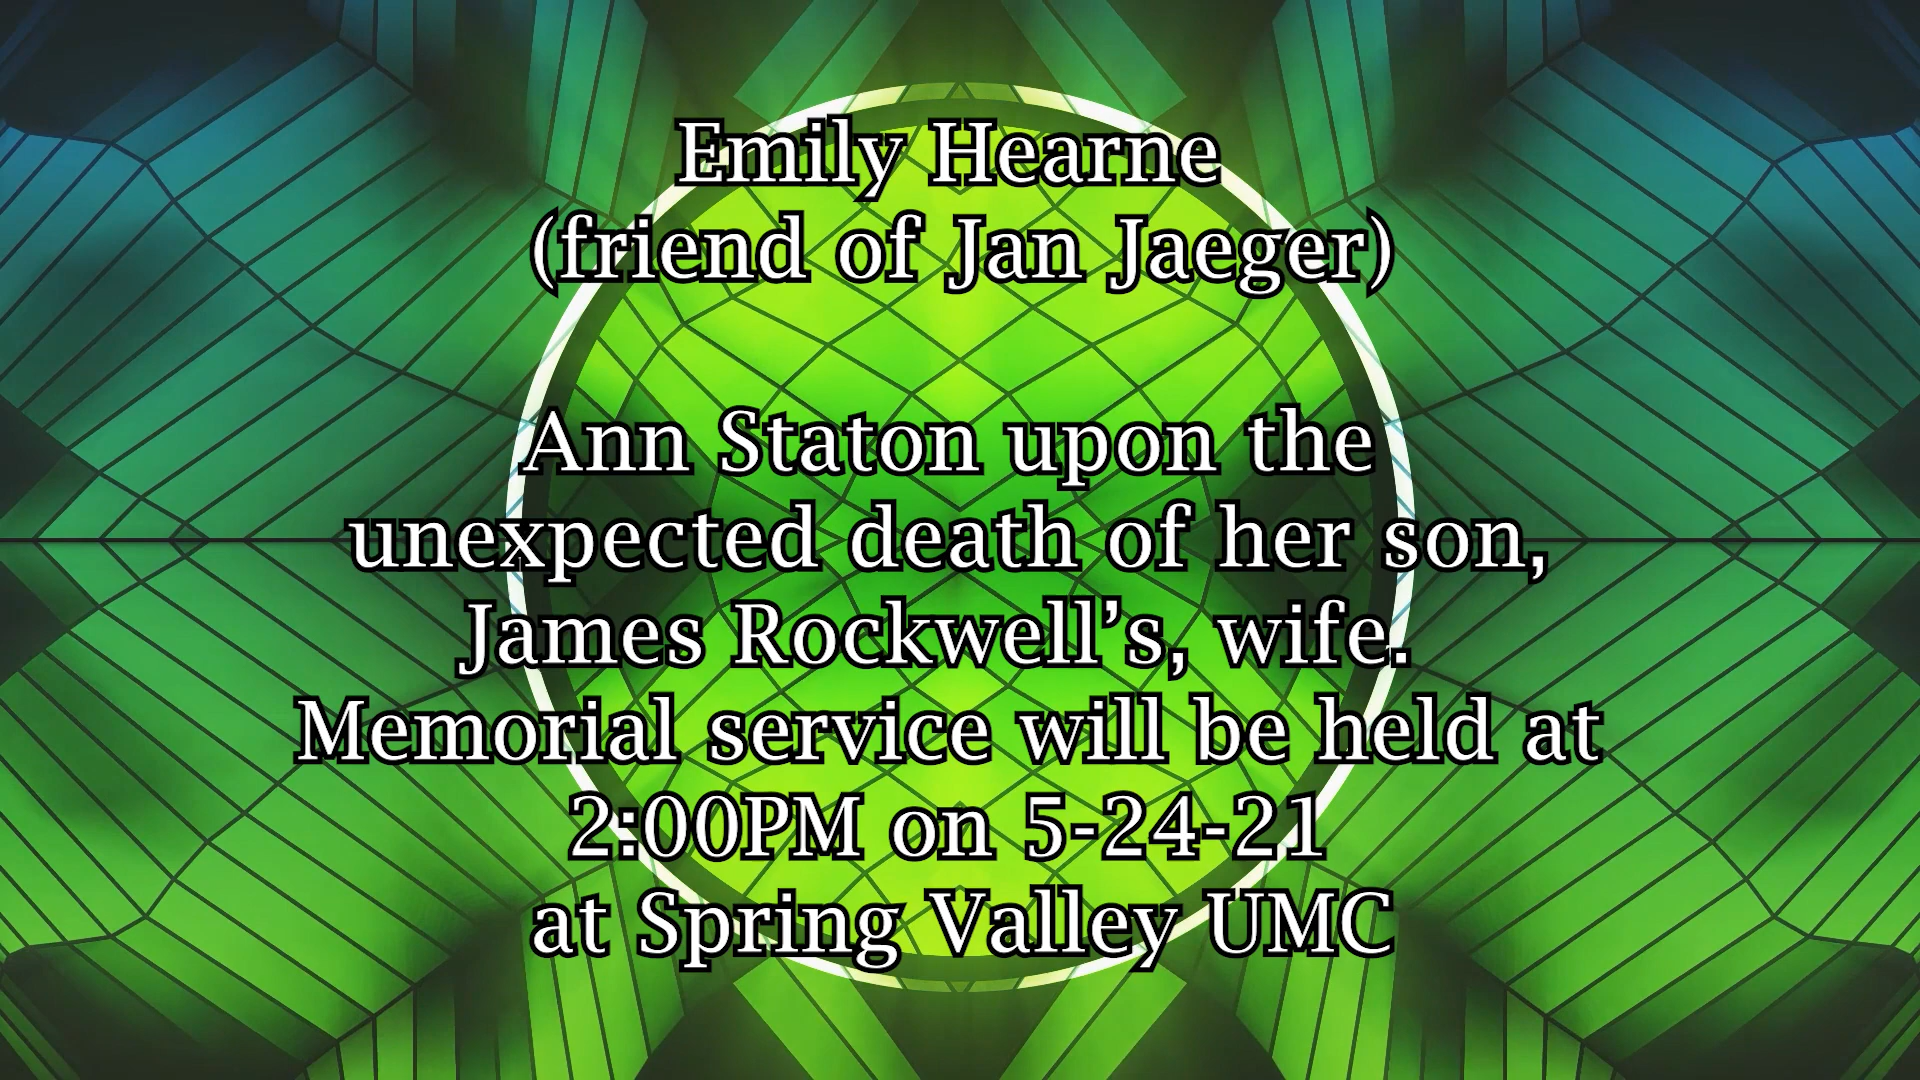 Emily Hearne
(friend of Jan Jaeger)
Ann Staton upon the
unexpected death of her son,
James Rockwell’s, wife.
Memorial service will be held at
2:00PM on 5-24-21
at Spring Valley UMC